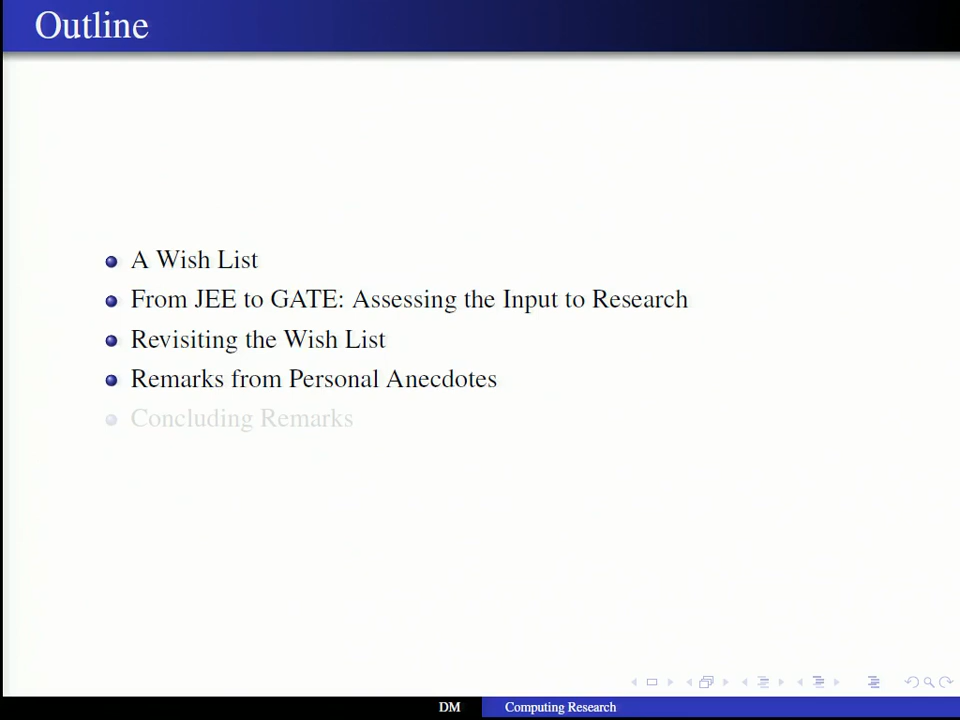 Outline
A Wish List
From JEE to GATE: Assessing the Input to Research
Revisiting the Wish List
Remarks from Personal Anecdotes
Concluding Remarks
DM
Computing Research